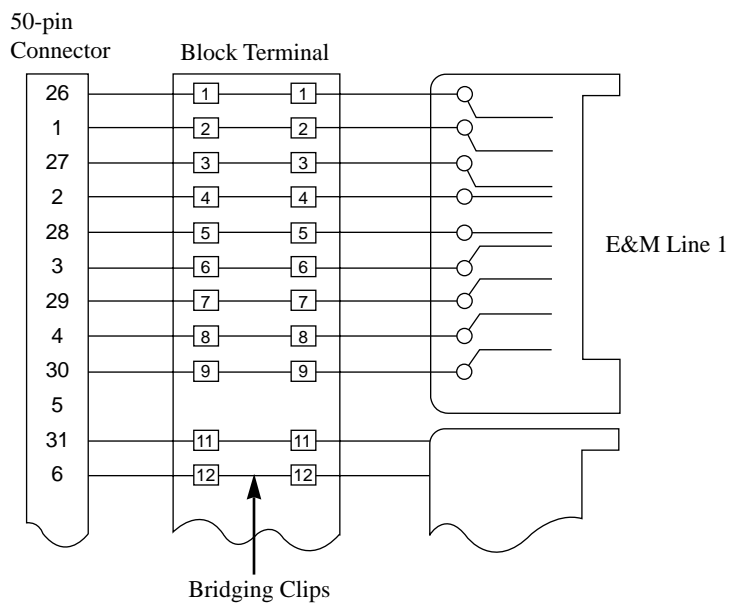 50-pin
Connector
Block Terminal
26 1 1
1 2 2
27 3 3
2 4 4
28 5 5
E&M Line 1
3 6 6
29 7 7
4 8 8
30 9 9
5
31 11 11
6 12 12
Bridging Clips